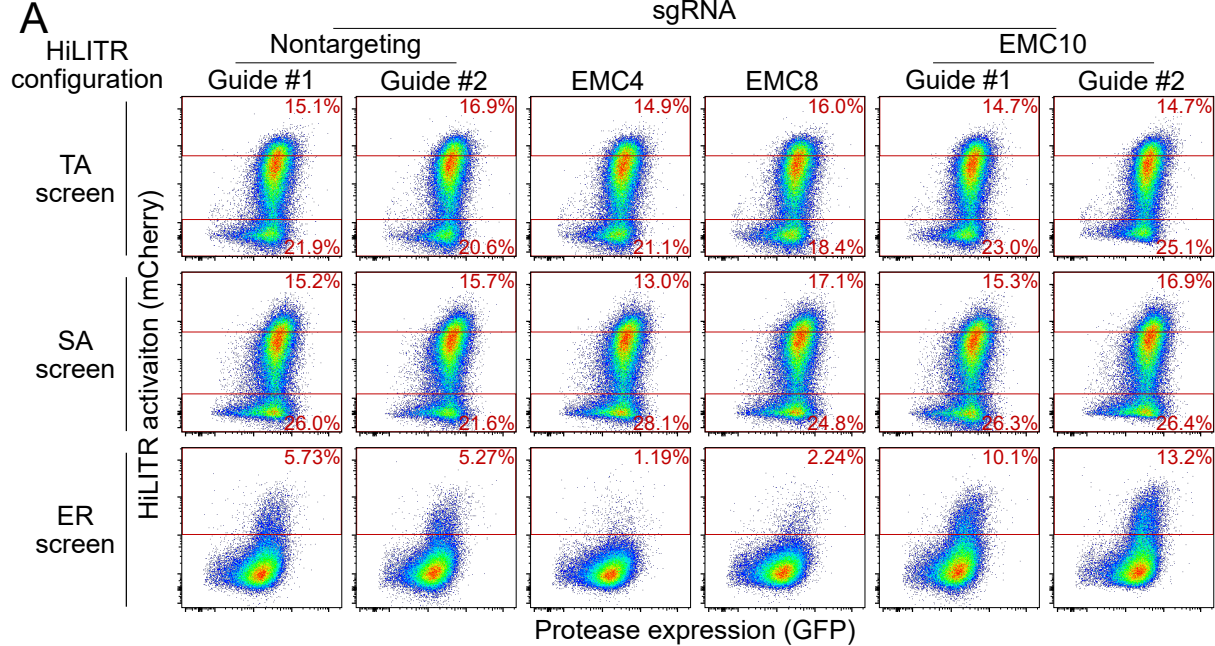 A
sgRNA
HiLITR
configuration
Nontargeting
EMC10
Guide #1
Guide #2
EMC4
EMC8
Guide #1
Guide #2
TA
screen
15.1%
16.9%
14.9%
16.0%
14.7%
14.7%
21.9%
20.6%
21.1%
18.4%
23.0%
25.1%
SA
screen
15.2%
15.7%
13.0%
17.1%
15.3%
16.9%
26.0%
21.6%
28.1%
24.8%
26.3%
26.4%
ER
screen
5.73%
5.27%
1.19%
2.24%
10.1%
13.2%
HiLITR activaiton (mCherry)
Protease expression (GFP)